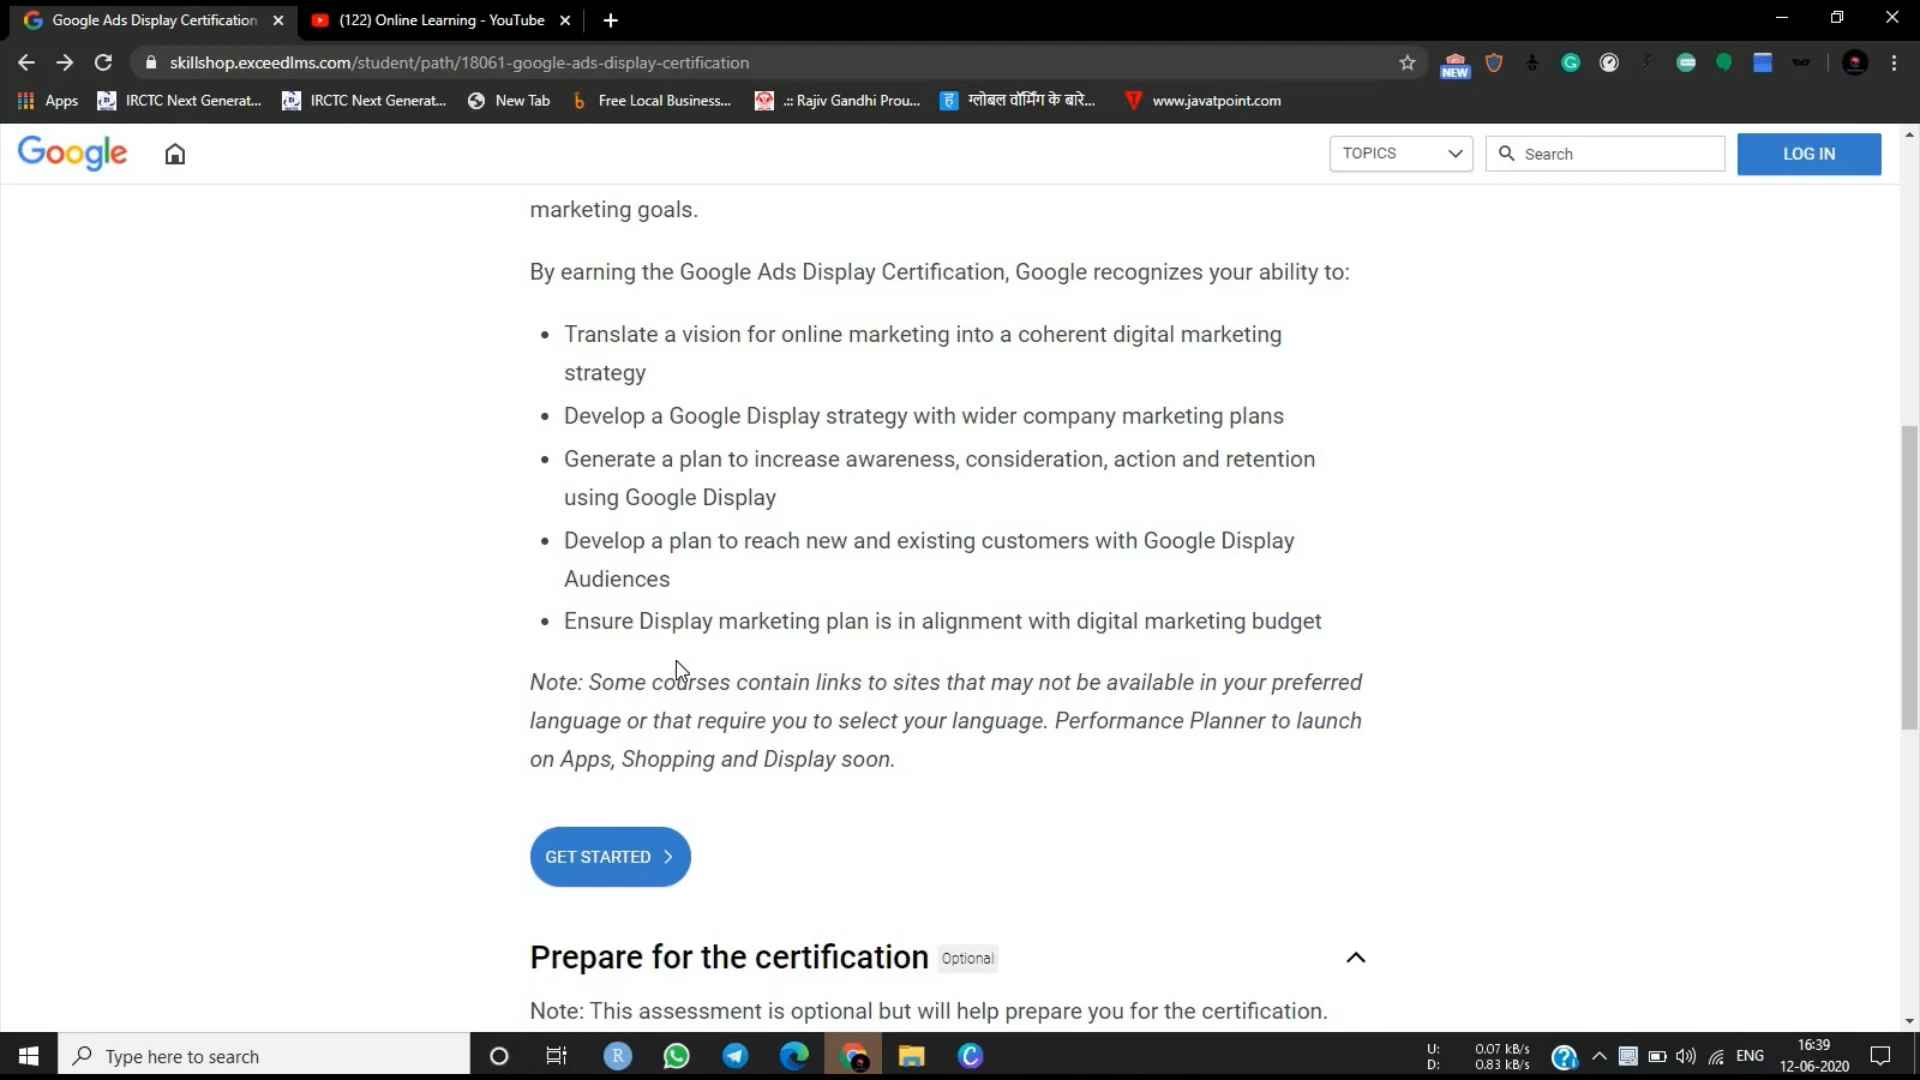 Google Ads Display Certification
(122) Online Learning - YouTube
skillshop.exceedlms.com/student/path/18061-google-ads-display-certification
NEW
Apps
IRCTC Next Generat...
IRCTC Next Generat...
New Tab
Free Local Business...
.:: Rajiv Gandhi Prou...
ग्लोबल वॉर्मिंग के बारे...
www.javatpoint.com
Google
TOPICS
Search
LOG IN
marketing goals.
By earning the Google Ads Display Certification, Google recognizes your ability to:
• Translate a vision for online marketing into a coherent digital marketing
strategy
• Develop a Google Display strategy with wider company marketing plans
• Generate a plan to increase awareness, consideration, action and retention
using Google Display
• Develop a plan to reach new and existing customers with Google Display
Audiences
• Ensure Display marketing plan is in alignment with digital marketing budget
Note: Some courses contain links to sites that may not be available in your preferred
language or that require you to select your language. Performance Planner to launch
on Apps, Shopping and Display soon.
GET STARTED
Prepare for the certification Optional
Note: This assessment is optional but will help prepare you for the certification.
Type here to search
U: 0.07 kB/s
D: 0.83 kB/s
ENG
16:39
12-06-2020